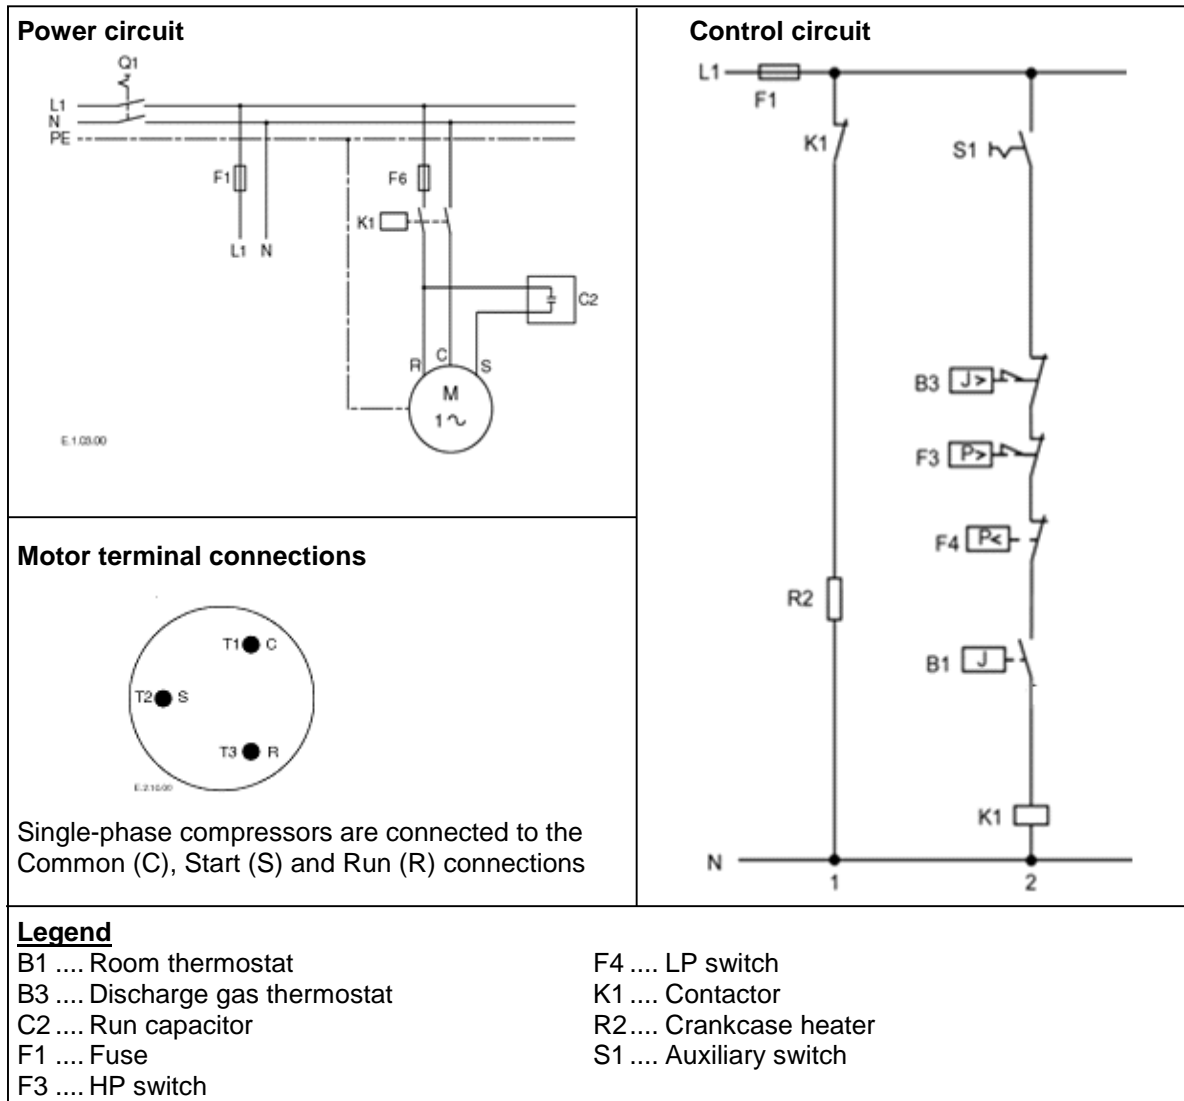 Power circuit
Q1
L1
N
PE
F1
F6
K1
L1 N
C2
R C S
M
1~
E.1.03.00
Motor terminal connections
T1 C
T2 S
T3 R
E.2.10.00
Single-phase compressors are connected to the
Common (C), Start (S) and Run (R) connections
Control circuit
L1
F1
K1
S1
B3 J>
F3 P>
F4 P<
R2
B1 J
K1
N
1 2
Legend
B1 .... Room thermostat
B3 .... Discharge gas thermostat
C2 .... Run capacitor
F1 .... Fuse
F3 .... HP switch
F4 .... LP switch
K1 .... Contactor
R2.... Crankcase heater
S1 .... Auxiliary switch